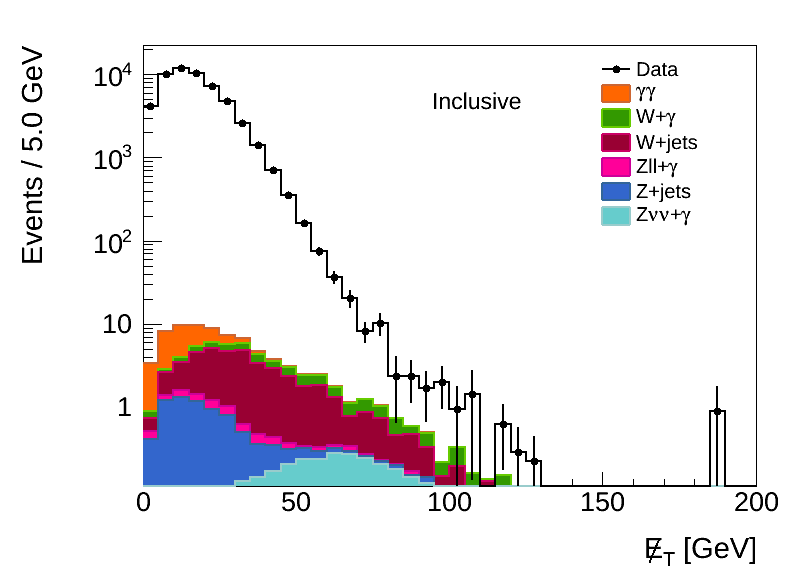 Events / 5.0 GeV
10⁴
10³
10²
10
1
Inclusive
Data
γγ
W+γ
W+jets
Zll+γ
Z+jets
Zνν+γ
0
50
100
150
200
E̸_T [GeV]